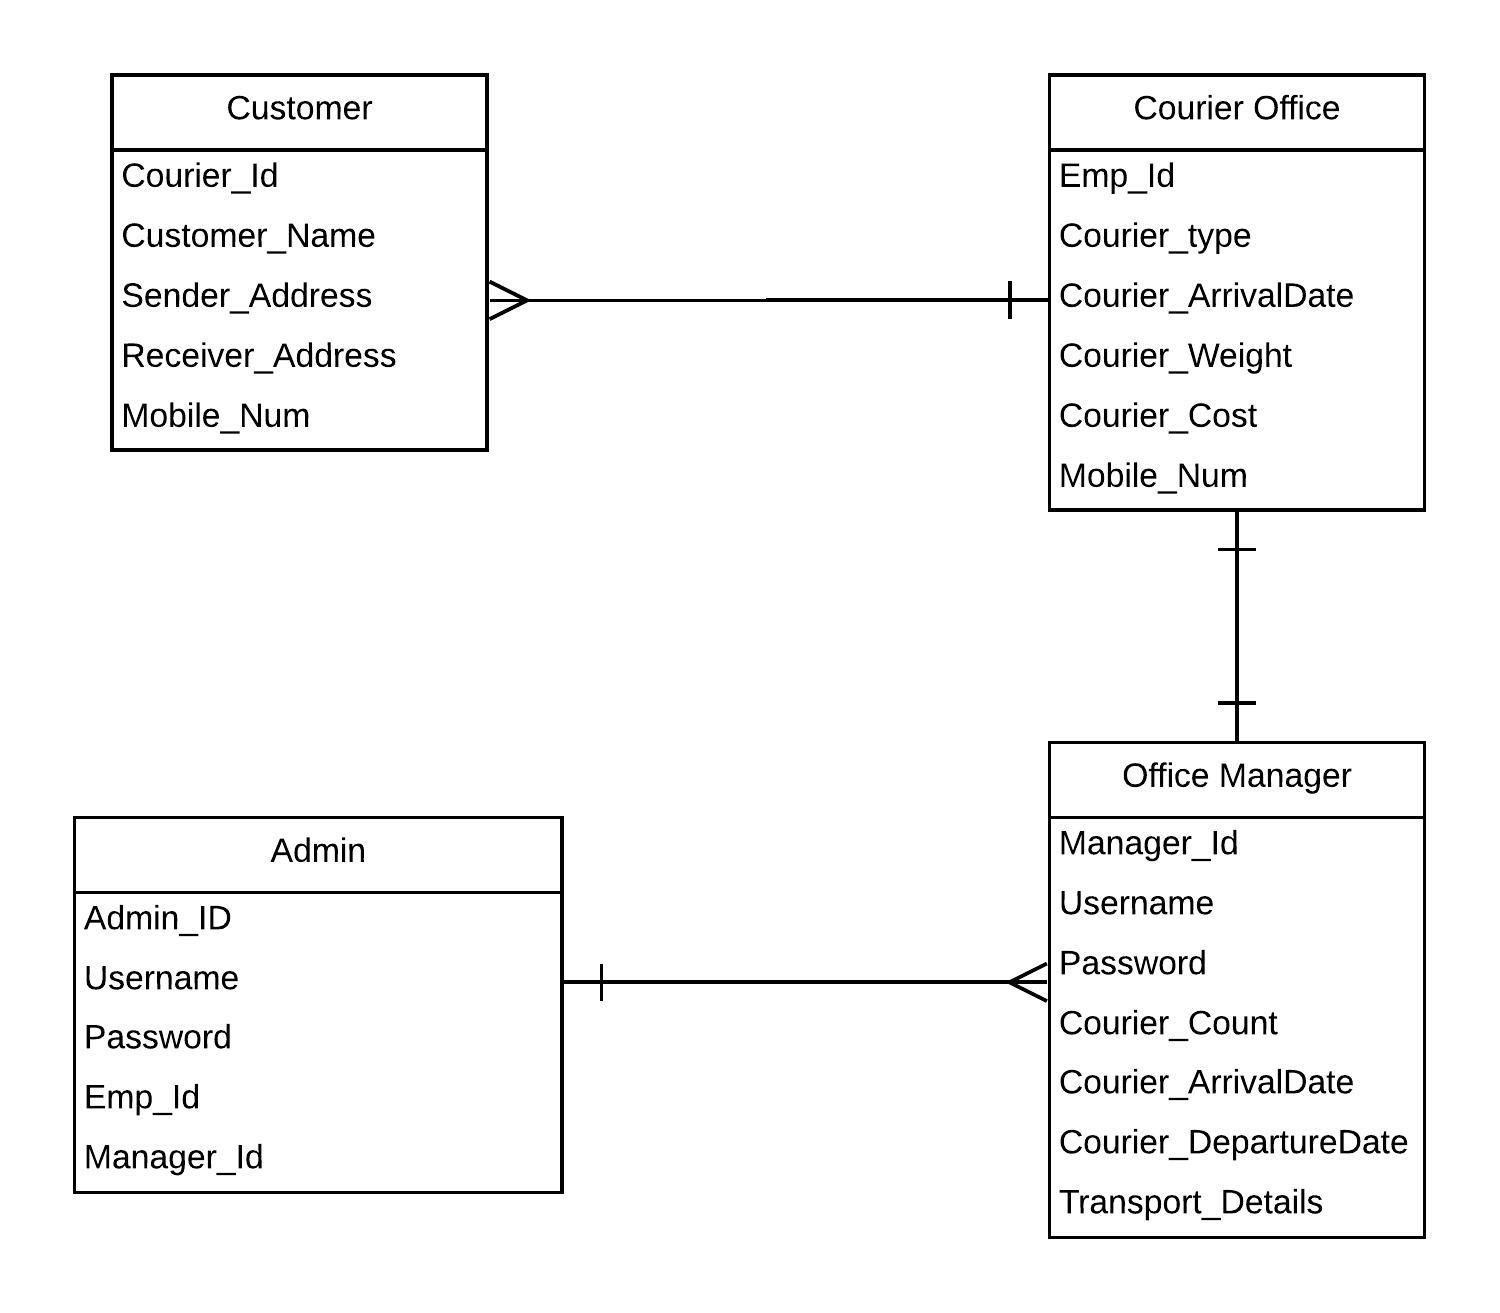 Customer
Courier_Id
Customer_Name
Sender_Address
Receiver_Address
Mobile_Num
Courier Office
Emp_Id
Courier_type
Courier_ArrivalDate
Courier_Weight
Courier_Cost
Mobile_Num
Admin
Admin_ID
Username
Password
Emp_Id
Manager_Id
Office Manager
Manager_Id
Username
Password
Courier_Count
Courier_ArrivalDate
Courier_DepartureDate
Transport_Details